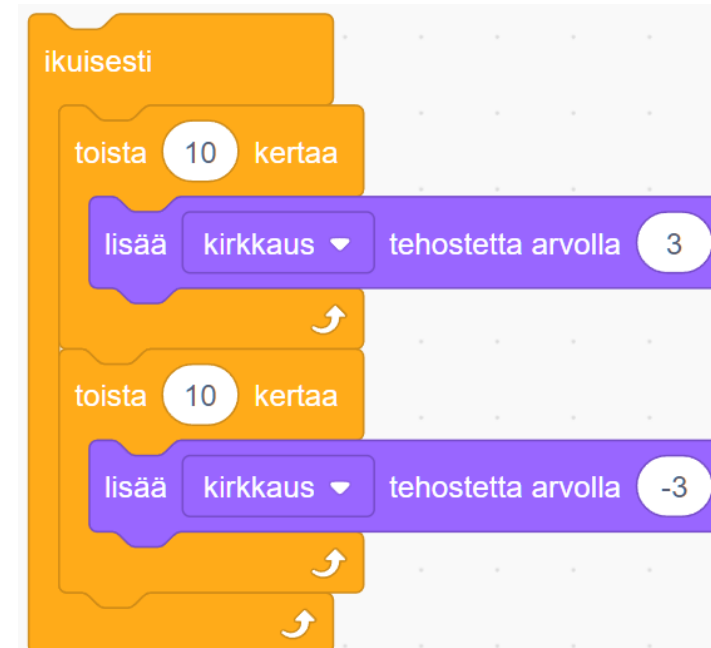 ikuisesti
toista 10 kertaa
lisää kirkkaus tehostetta arvolla 3
toista 10 kertaa
lisää kirkkaus tehostetta arvolla -3